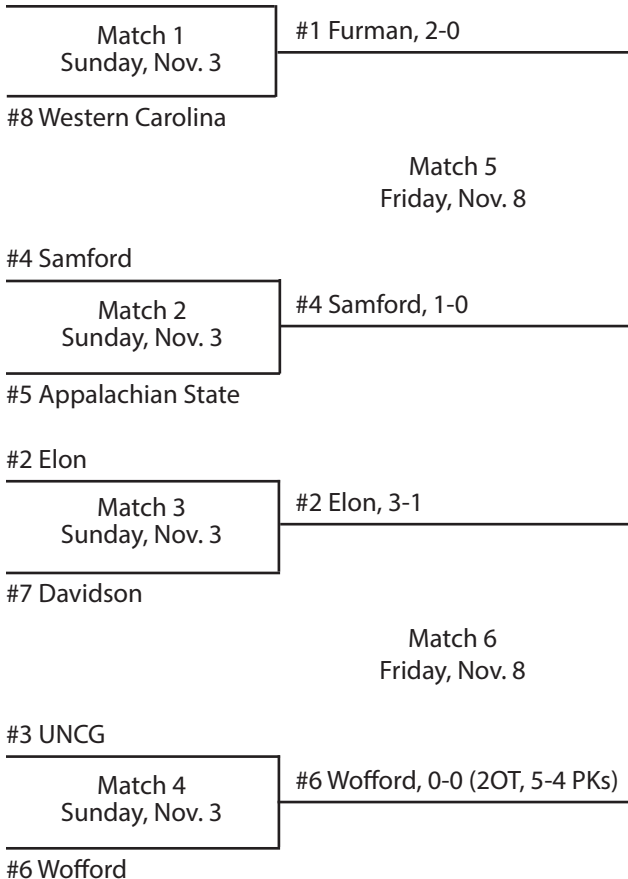 Match 1
Sunday, Nov. 3
#1 Furman, 2-0
#8 Western Carolina
Match 5
Friday, Nov. 8
#4 Samford
Match 2
Sunday, Nov. 3
#4 Samford, 1-0
#5 Appalachian State
#2 Elon
Match 3
Sunday, Nov. 3
#2 Elon, 3-1
#7 Davidson
Match 6
Friday, Nov. 8
#3 UNCG
Match 4
Sunday, Nov. 3
#6 Wofford, 0-0 (2OT, 5-4 PKs)
#6 Wofford